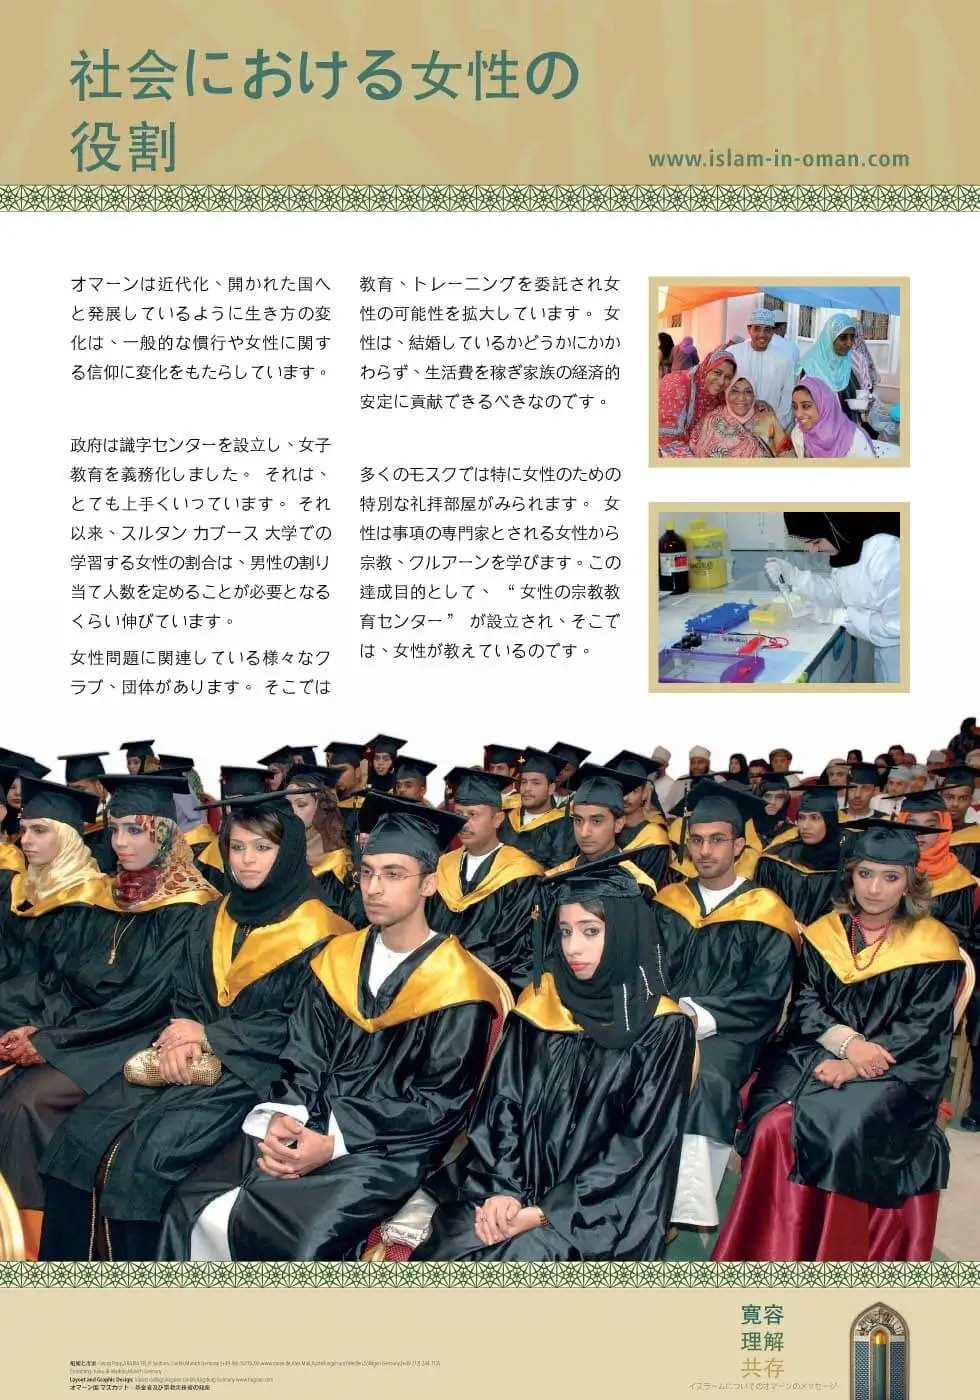 社会における女性の
役割
www.islam-in-oman.com
オマーンは近代化、開かれた国へ
と発展しているように生き方の変
化は、一般的な慣行や女性に関す
る信仰に変化をもたらしています。
政府は識字センターを設立し、女子
教育を義務化しました。 それは、
とても上手くいっています。 それ
以来、スルタン カブース 大学での
学習する女性の割合は、男性の割り
当て人数を定めることが必要となる
くらい伸びています。
女性問題に関連している様々なク
ラブ、団体があります。 そこでは
教育、トレーニングを委託され女
性の可能性を拡大しています。 女
性は、結婚しているかどうかにかか
わらず、生活費を稼ぎ家族の経済的
安定に貢献できるべきなのです。
多くのモスクでは特に女性のための
特別な礼拝部屋がみられます。 女
性は事項の専門家とされる女性から
宗教、クルアーンを学びます。この
達成目的として、 “ 女性の宗教教
育センター ” が設立され、そこで
は、女性が教えているのです。
寛容
理解
共存
イスラームについてのオマーンのメッセージ
Layout and Graphic Design: